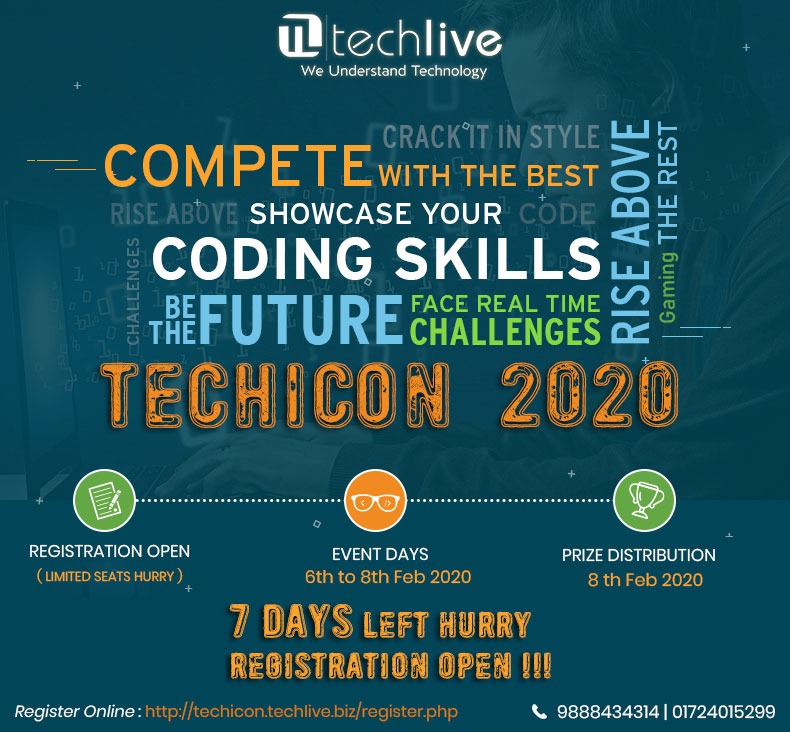 techlive
We Understand Technology
CRACK IT IN STYLE
COMPETE WITH THE BEST
RISE ABOVE SHOWCASE YOUR CODE
CHALLENGES
CODING SKILLS
BE THE FUTURE
FACE REAL TIME
CHALLENGES
RISE ABOVE
Gaming THE REST
TECHICON 2020
REGISTRATION OPEN
( LIMITED SEATS HURRY )
EVENT DAYS
6th to 8th Feb 2020
PRIZE DISTRIBUTION
8 th Feb 2020
7 DAYS LEFT HURRY
REGISTRATION OPEN !!!
Register Online : http://techicon.techlive.biz/register.php
9888434314 | 01724015299